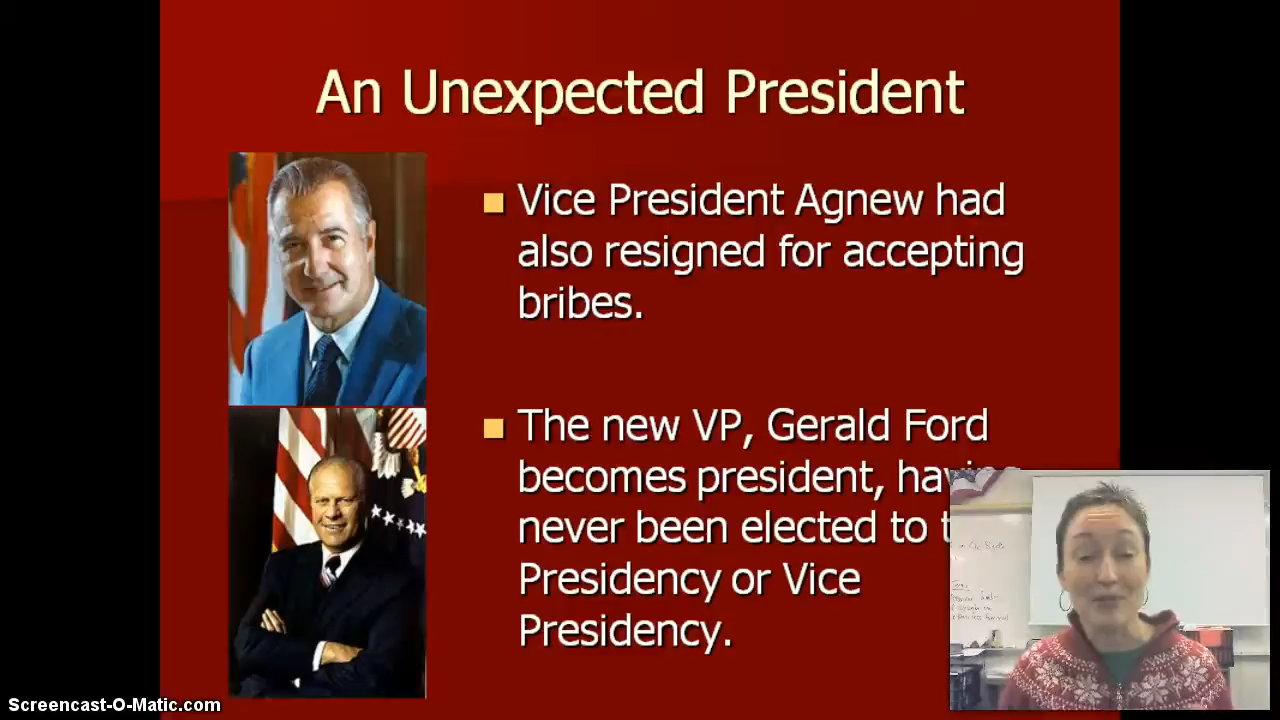 An Unexpected President
Vice President Agnew had
also resigned for accepting
bribes.
The new VP, Gerald Ford
becomes president,
never been elected to
Presidency or Vice
Presidency.
Screencast-O-Matic.com